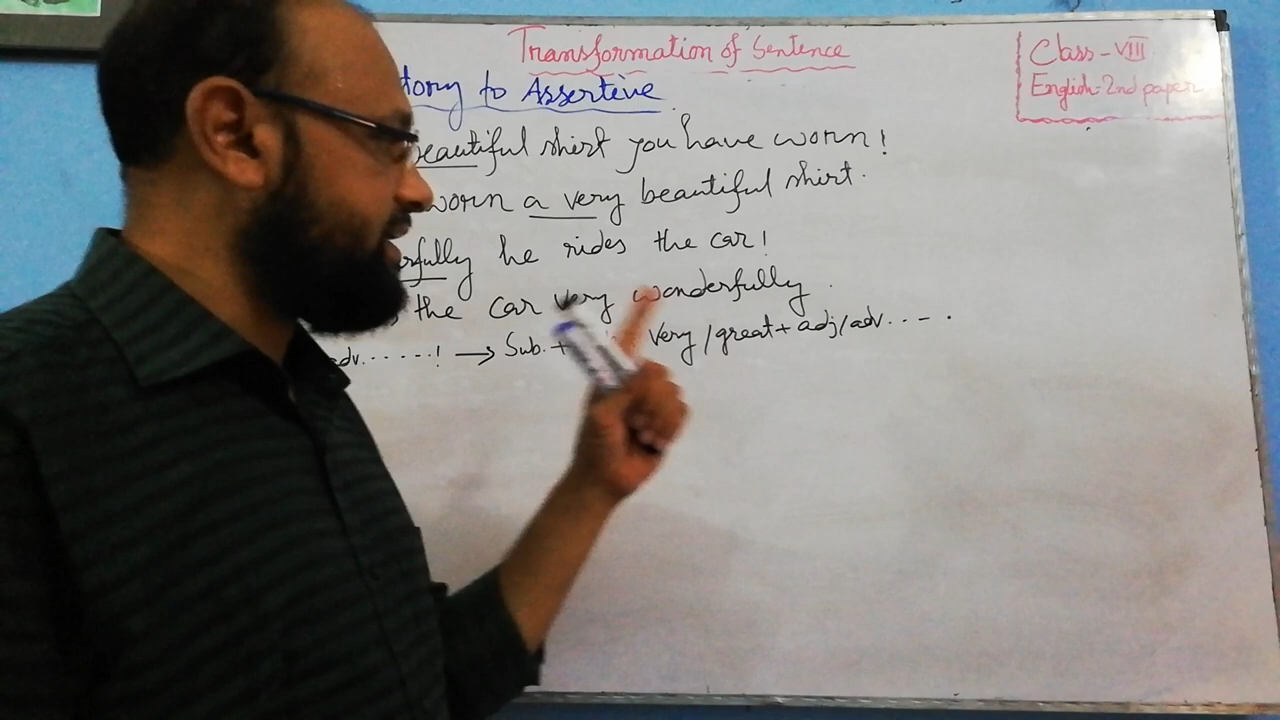 Transformation of Sentence
Class - VIII
English- 2nd paper
tory to Assertive
beautiful shirt you have worn!
worn a very beautiful shirt.
rfully he rides the car!
the car very wonderfully.
adv.......! → Sub. + very/great + adj/adv.....